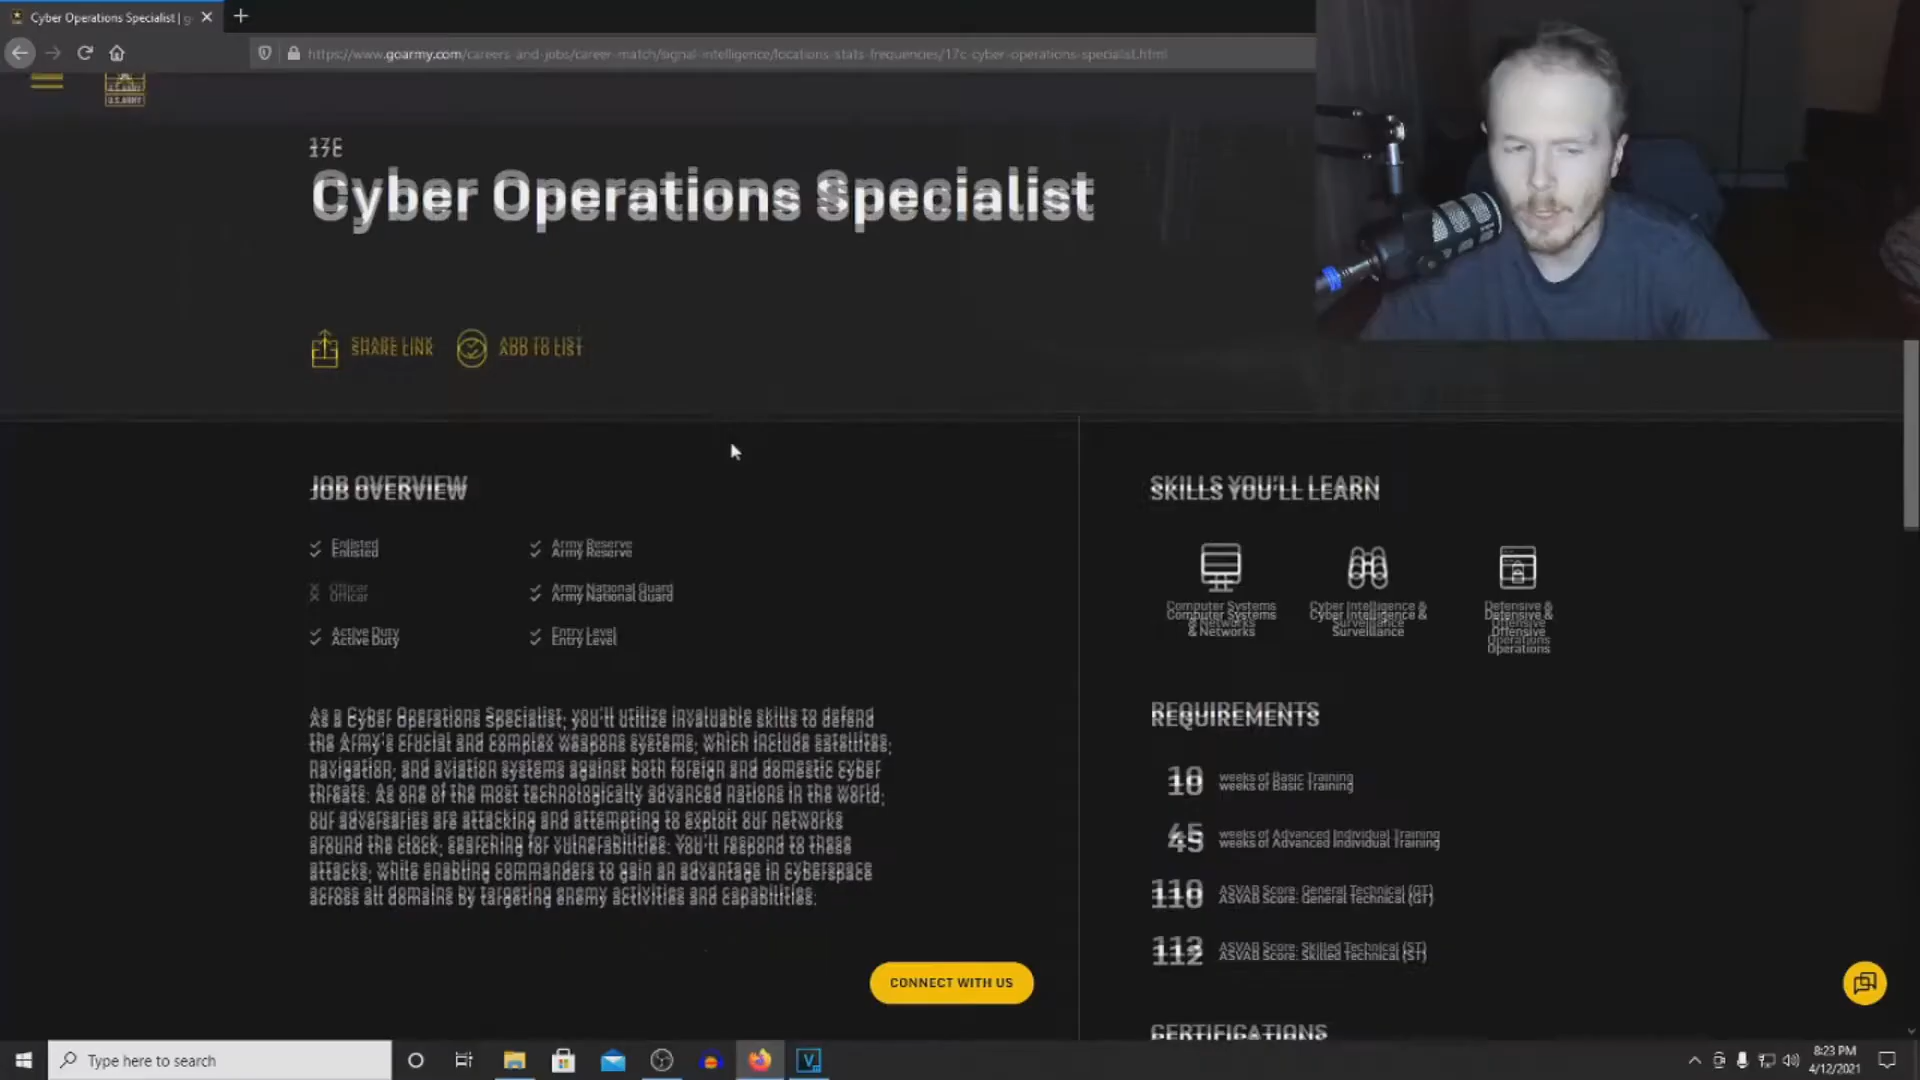 Cyber Operations Specialist | g
https://www.goarmy.com/careers-and-jobs/career-match/signal-intelligence/locations-stats-frequencies/17c-cyber-operations-specialist.html
U.S.ARMY
17C
Cyber Operations Specialist
SHARE LINK
ADD TO LIST
JOB OVERVIEW
Enlisted
Army Reserve
Officer
Army National Guard
Active Duty
Entry Level
As a Cyber Operations Specialist, you'll utilize invaluable skills to defend
the Army's crucial and complex weapons systems, which include satellites,
navigation, and aviation systems against both foreign and domestic cyber
threats. As one of the most technologically advanced nations in the world,
our adversaries are attacking and attempting to exploit our networks
around the clock, searching for vulnerabilities. You'll respond to these
attacks, while enabling commanders to gain an advantage in cyberspace
across all domains by targeting enemy activities and capabilities.
CONNECT WITH US
SKILLS YOU'LL LEARN
Computer Systems
& Networks
Cyber Intelligence &
Surveillance
Defensive &
Offensive
Operations
REQUIREMENTS
10 weeks of Basic Training
45 weeks of Advanced Individual Training
110 ASVAB Score: General Technical (GT)
112 ASVAB Score: Skilled Technical (ST)
CERTIFICATIONS
Type here to search
8:23 PM
4/12/2021